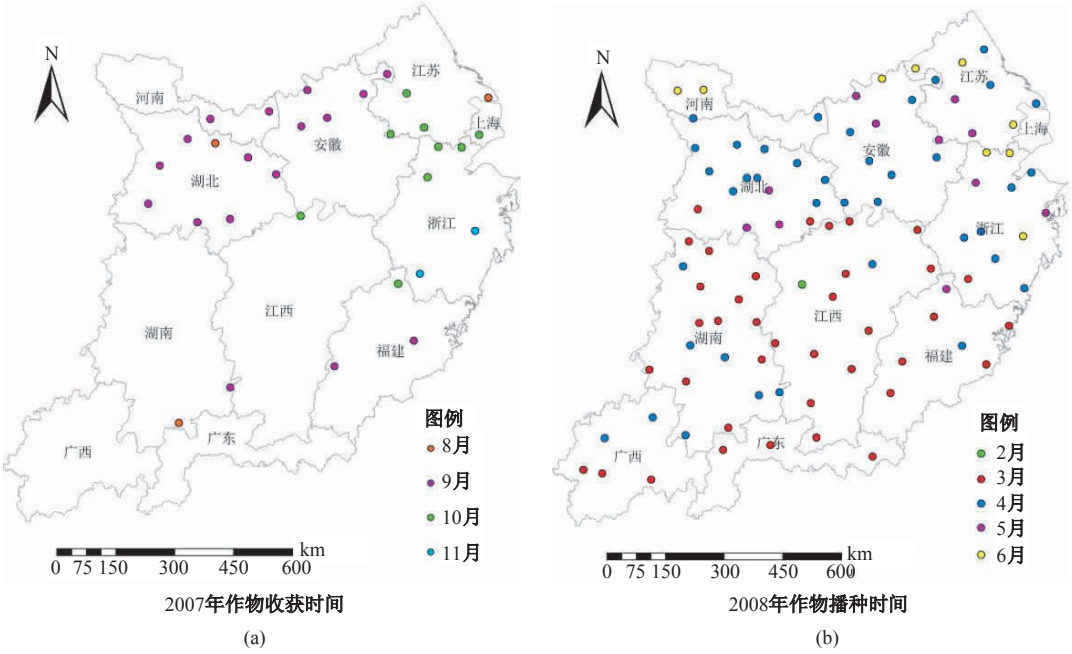 N
江苏
河南
上海
安徽
湖北
浙江
江西
湖南
福建
广东
广西
图例
8月
9月
10月
11月
km
0 75 150 300 450 600
2007年作物收获时间
(a)
N
江苏
河南
上海
安徽
湖北
浙江
江西
湖南
福建
广东
广西
图例
2月
3月
4月
5月
6月
km
0 75 150 300 450 600
2008年作物播种时间
(b)